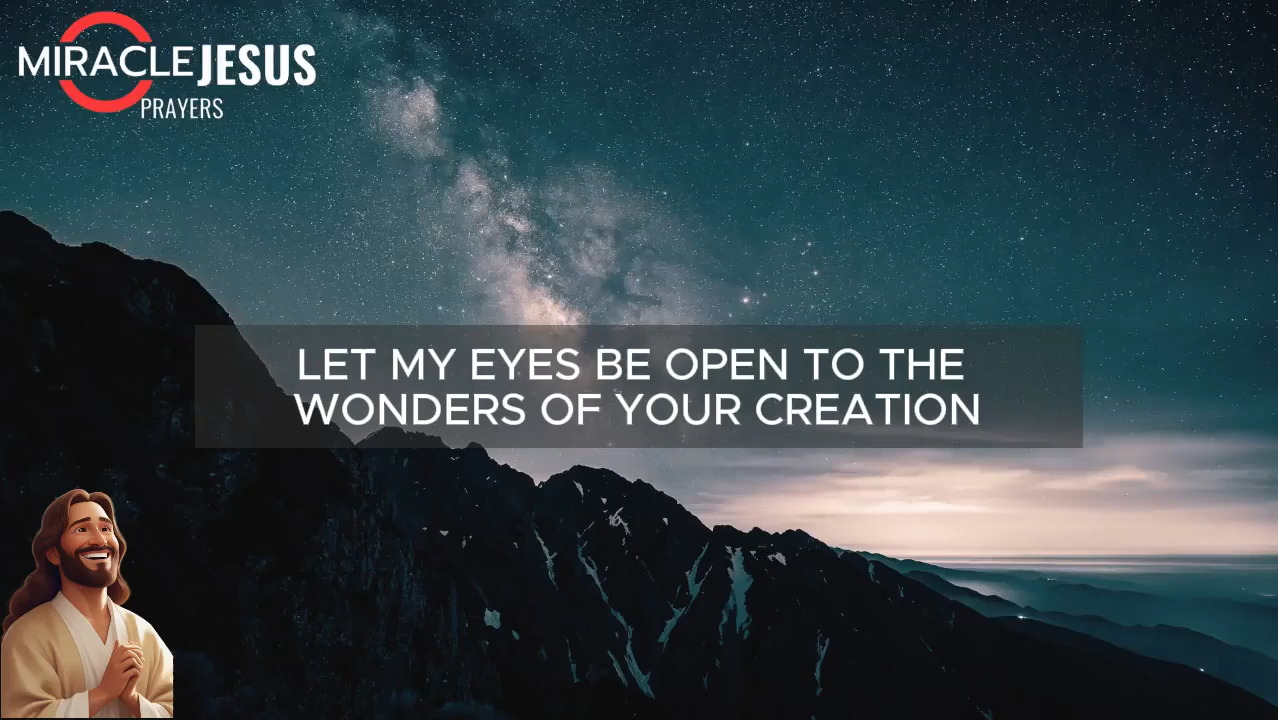 MIRACLE JESUS
PRAYERS
LET MY EYES BE OPEN TO THE
WONDERS OF YOUR CREATION